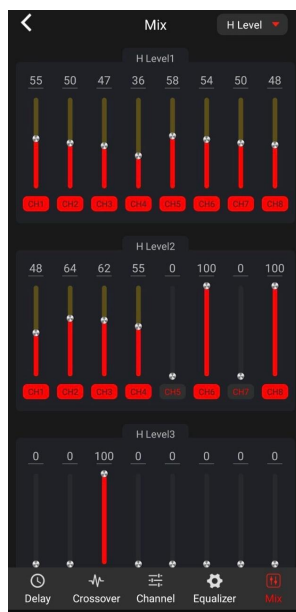 Mix H Level
H Level1
55 50 47 36 58 54 50 48
CH1 CH2 CH3 CH4 CH5 CH6 CH7 CH8
H Level2
48 64 62 55 0 100 0 100
CH1 CH2 CH3 CH4 CH5 CH6 CH7 CH8
H Level3
0 0 100 0 0 0 0 0
Delay Crossover Channel Equalizer Mix